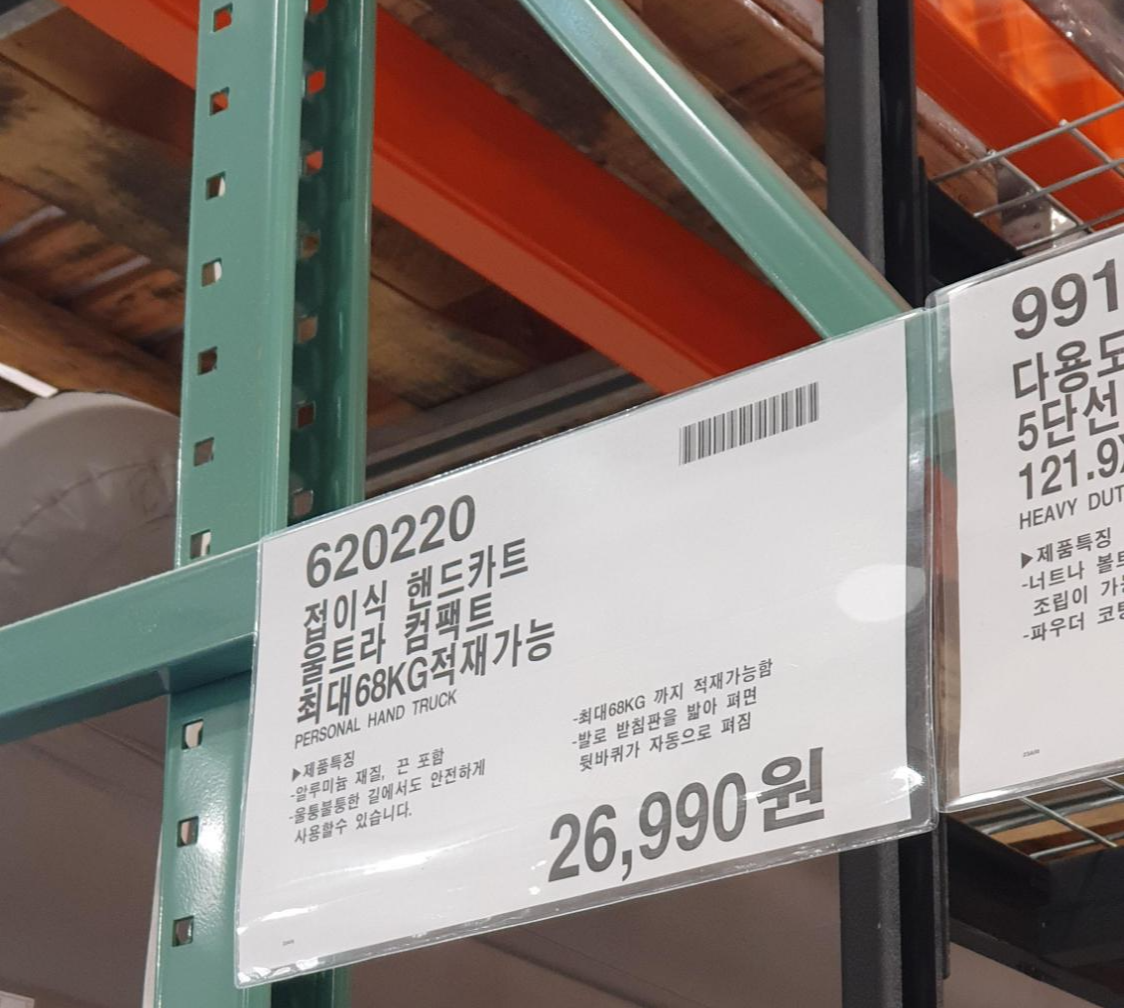 620220
접이식 핸드카트
울트라 컴팩트
최대68KG적재가능
PERSONAL HAND TRUCK
▶제품특징
-알루미늄 재질, 끈 포함
-울퉁불퉁한 길에서도 안전하게
사용할수 있습니다.
-최대68KG 까지 적재가능함
-발로 받침판을 밟아 펴면
뒷바퀴가 자동으로 펴짐
26,990원
991
다용도
5단선
121.9X
HEAVY DUT
▶제품특징
-너트나 볼트
조립이 가능
-파우더 코팅